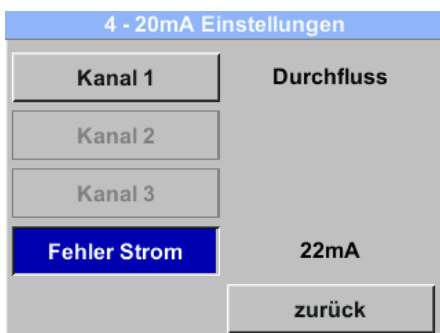 4 - 20mA Einstellungen
Kanal 1 Durchfluss
Kanal 2
Kanal 3
Fehler Strom 22mA
zurück